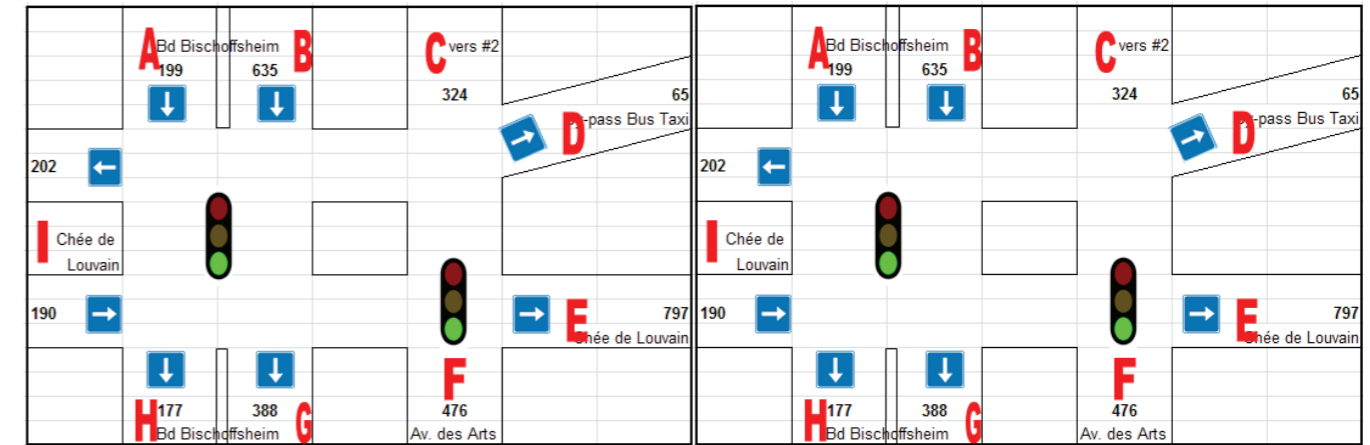 A Bd Bischoffsheim B
199 635
C vers #2
324
65
D y-pass Bus Taxi
202
I Chée de
Louvain
190
797
E Chée de Louvain
F
177 388 476
H Bd Bischoffsheim G Av. des Arts
A Bd Bischoffsheim B
199 635
C vers #2
324
65
D y-pass Bus Taxi
202
I Chée de
Louvain
190
797
E Chée de Louvain
F
177 388 476
H Bd Bischoffsheim G Av. des Arts